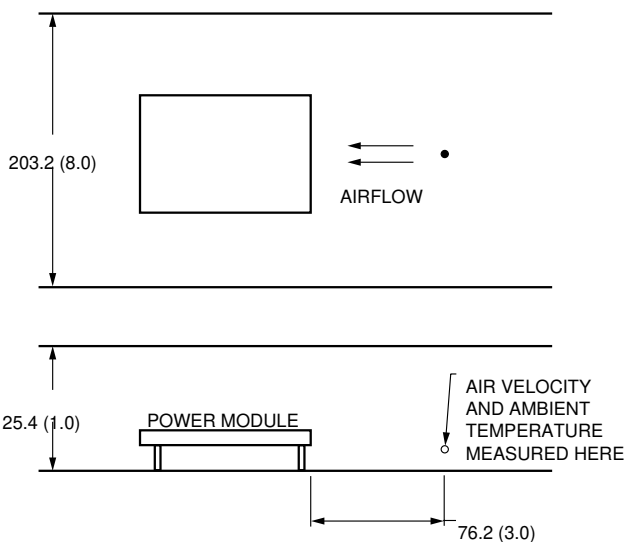 203.2 (8.0)
AIRFLOW
25.4 (1.0)
POWER MODULE
AIR VELOCITY
AND AMBIENT
TEMPERATURE
MEASURED HERE
76.2 (3.0)